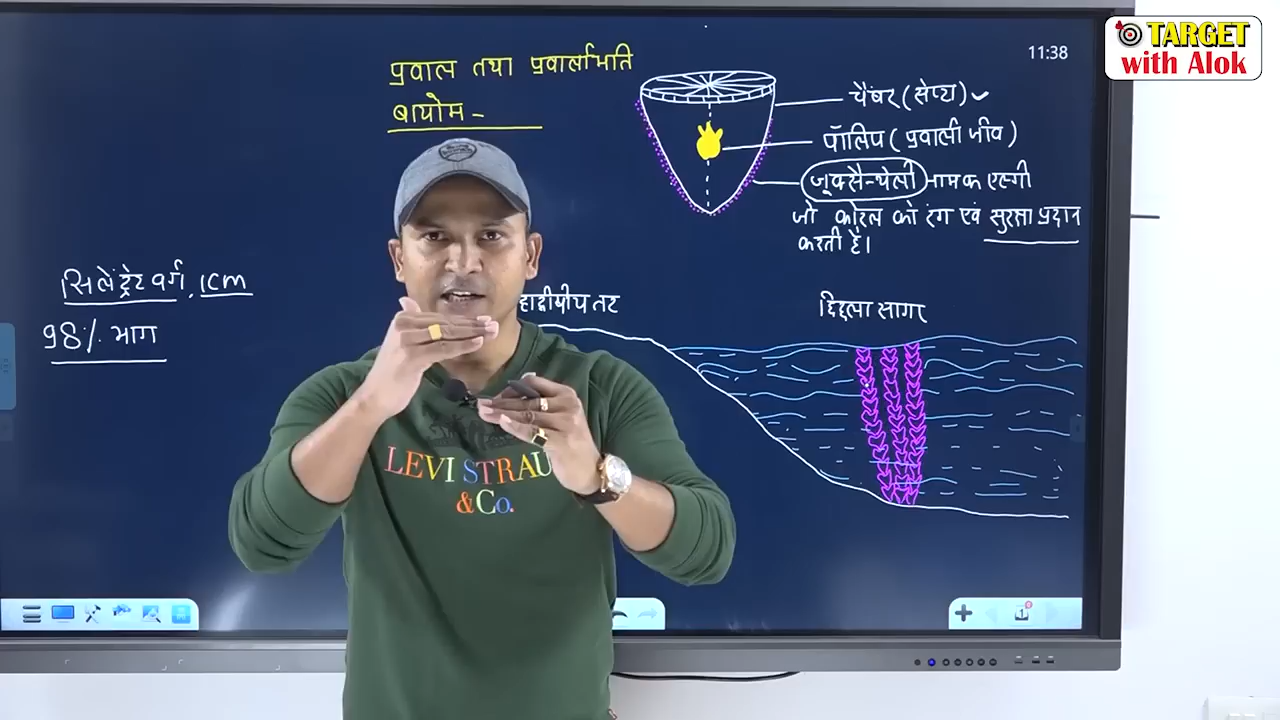 TARGET
with Alok
11:38
प्रवाल तथा प्रवालभित्ति
बायोम -
चैंबर (सेप्टा) ✓
पॉलिप (प्रवाली जीव)
जूक्सैन्थेली नामक एल्गी
जो कोरल को रंग एवं सुरक्षा प्रदान
करती है।
सिलेंट्रेट वर्ग, 1cm
98% भाग
हाद्वीपीय तट
छिछला सागर
LEVI STRAU
& Co.